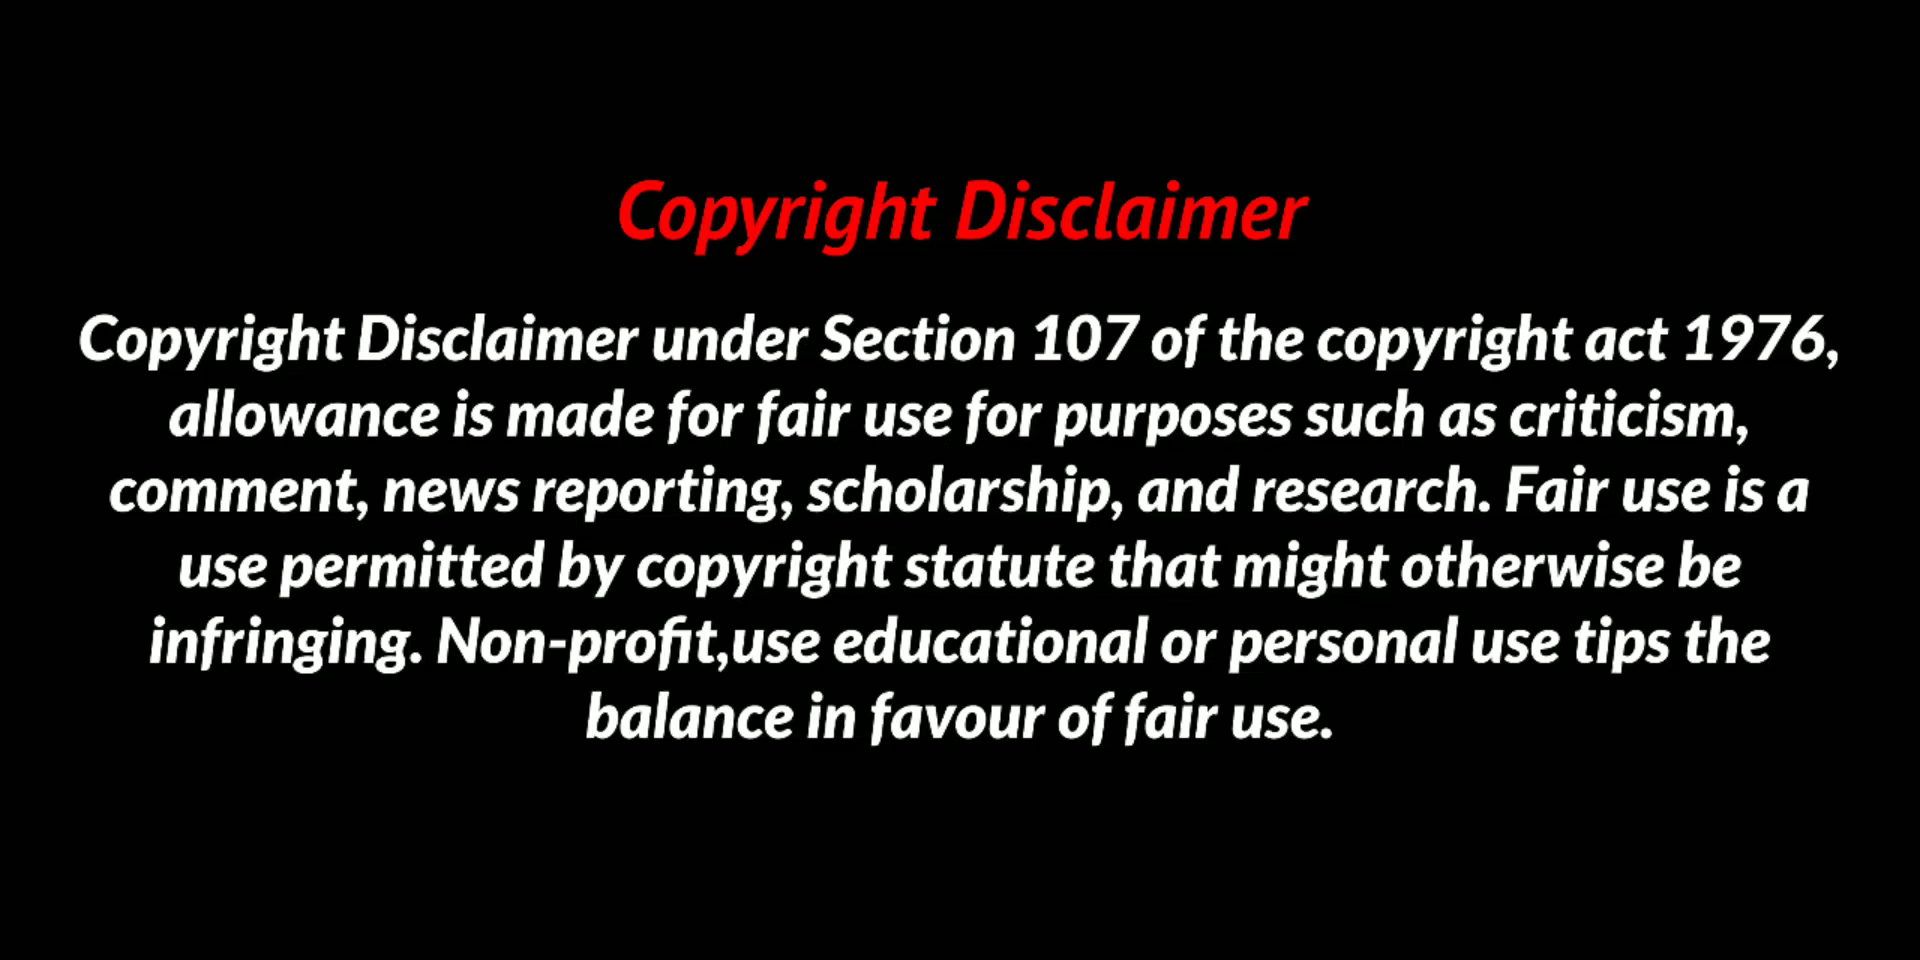 Copyright Disclaimer
Copyright Disclaimer under Section 107 of the copyright act 1976,
allowance is made for fair use for purposes such as criticism,
comment, news reporting, scholarship, and research. Fair use is a
use permitted by copyright statute that might otherwise be
infringing. Non-profit,use educational or personal use tips the
balance in favour of fair use.